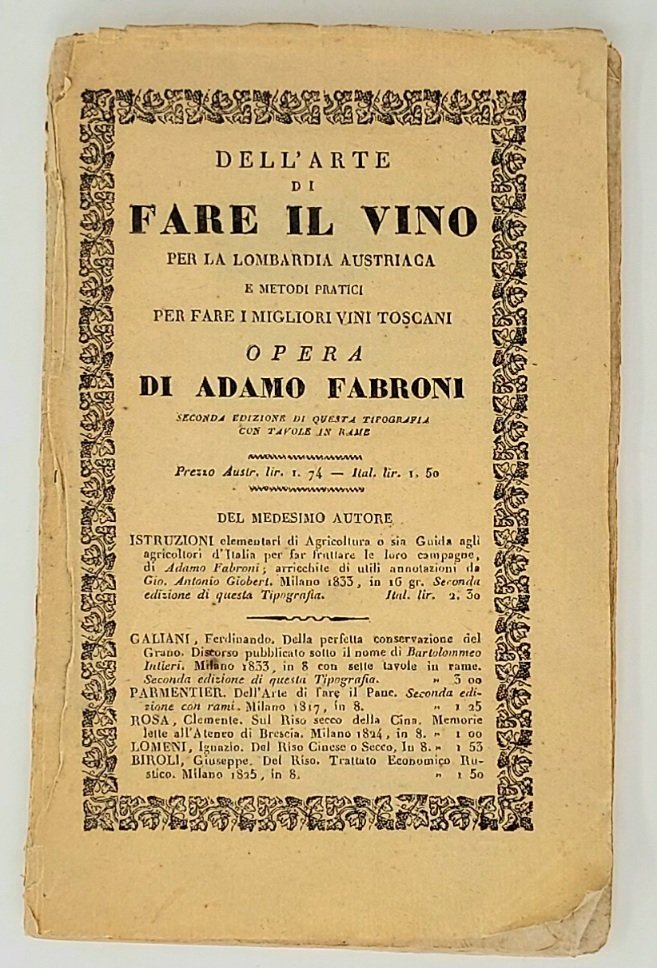 DELL'ARTE
DI
FARE IL VINO
PER LA LOMBARDIA AUSTRIACA
E METODI PRATICI
PER FARE I MIGLIORI VINI TOSCANI
OPERA
DI ADAMO FABRONI
SECONDA EDIZIONE DI QUESTA TIPOGRAFIA
CON TAVOLE IN RAME
Prezzo Austr. lir. 1. 74 — Ital. lir. 1. 50
DEL MEDESIMO AUTORE
ISTRUZIONI elementari di Agricoltura o sia Guida agli
agricoltori d'Italia per far fruttare le loro campagne,
di Adamo Fabroni; arricchite di utili annotazioni da
Gio. Antonio Giobert. Milano 1833, in 16 gr. Seconda
edizione di questa Tipografia. Ital. lir. 2. 30
GALIANI, Ferdinando. Della perfetta conservazione del
Grano. Discorso pubblicato sotto il nome di Bartolommeo
Intieri. Milano 1833, in 8 con sette tavole in rame.
Seconda edizione di questa Tipografia. " 3 00
PARMENTIER. Dell'Arte di fare il Pane. Seconda edi-
zione con rami. Milano 1817, in 8. " 1 25
ROSA, Clemente. Sul Riso secco della Cina. Memorie
lette all'Ateneo di Brescia. Milano 1824, in 8. " 1 00
LOMENI, Ignazio. Del Riso Cinese o Secco, In 8. " 1 53
BIROLI, Giuseppe. Del Riso. Trattato Economico Ru-
stico. Milano 1825, in 8. " 1 50